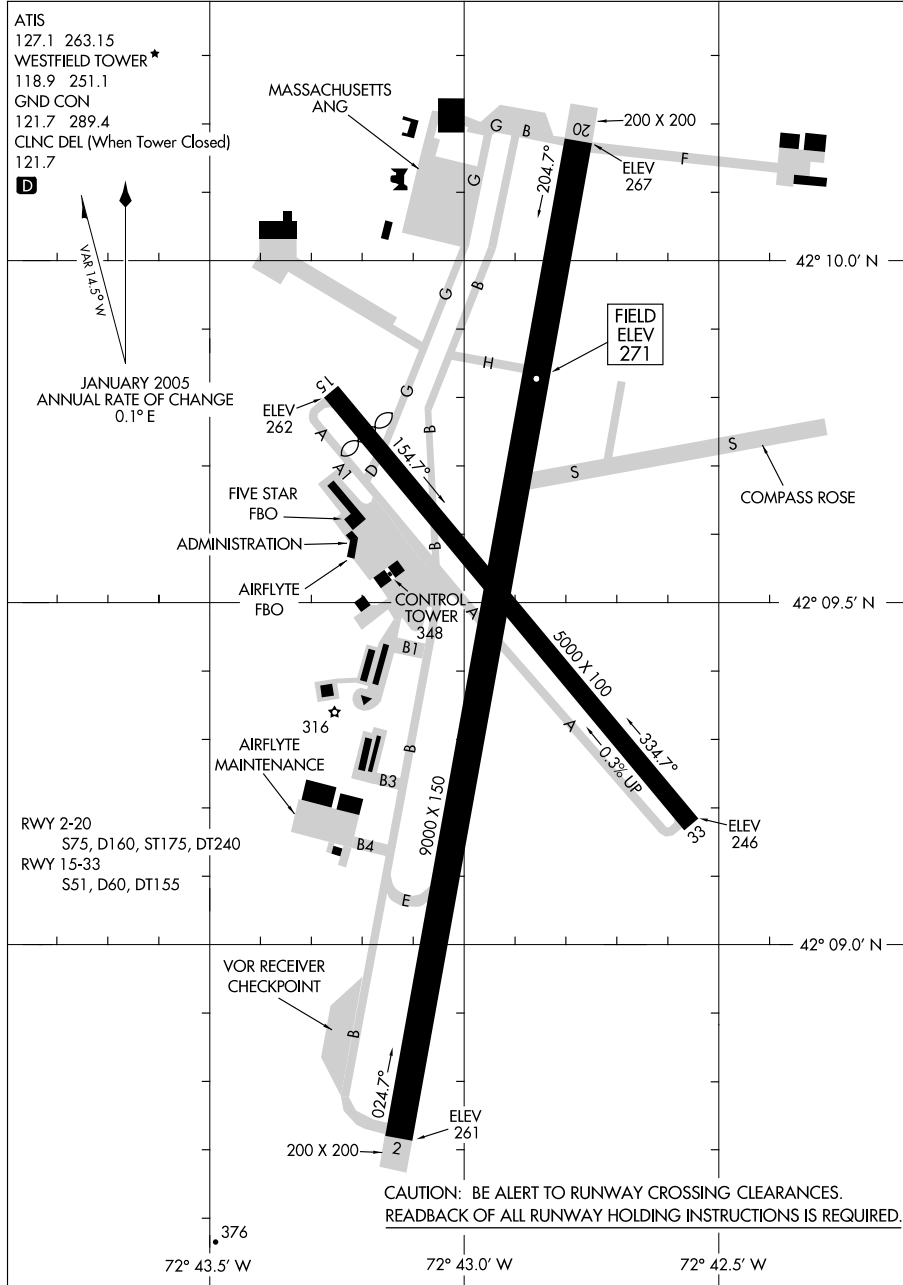 ATIS
127.1 263.15
WESTFIELD TOWER★
118.9 251.1
GND CON
121.7 289.4
CLNC DEL (When Tower Closed)
121.7
D
VAR 14.5° W
JANUARY 2005
ANNUAL RATE OF CHANGE
0.1° E
MASSACHUSETTS
ANG
G
B
20
200 X 200
ELEV
267
F
G
204.7°
42° 10.0' N
G
B
FIELD
ELEV
271
H
15
G
ELEV
262
A
B
154.7°
A1
D
S
S
COMPASS ROSE
FIVE STAR
FBO
ADMINISTRATION
B
AIRFLYTE
FBO
CONTROL
TOWER
348
A
42° 09.5' N
B1
5000 X 100
316
AIRFLYTE
MAINTENANCE
B
A
334.7°
0.3% UP
B3
9000 X 150
33
ELEV
246
RWY 2-20
S75, D160, ST175, DT240
RWY 15-33
S51, D60, DT155
B4
E
42° 09.0' N
VOR RECEIVER
CHECKPOINT
B
024.7°
ELEV
261
200 X 200
2
CAUTION: BE ALERT TO RUNWAY CROSSING CLEARANCES.
READBACK OF ALL RUNWAY HOLDING INSTRUCTIONS IS REQUIRED.
376
72° 43.5' W
72° 43.0' W
72° 42.5' W